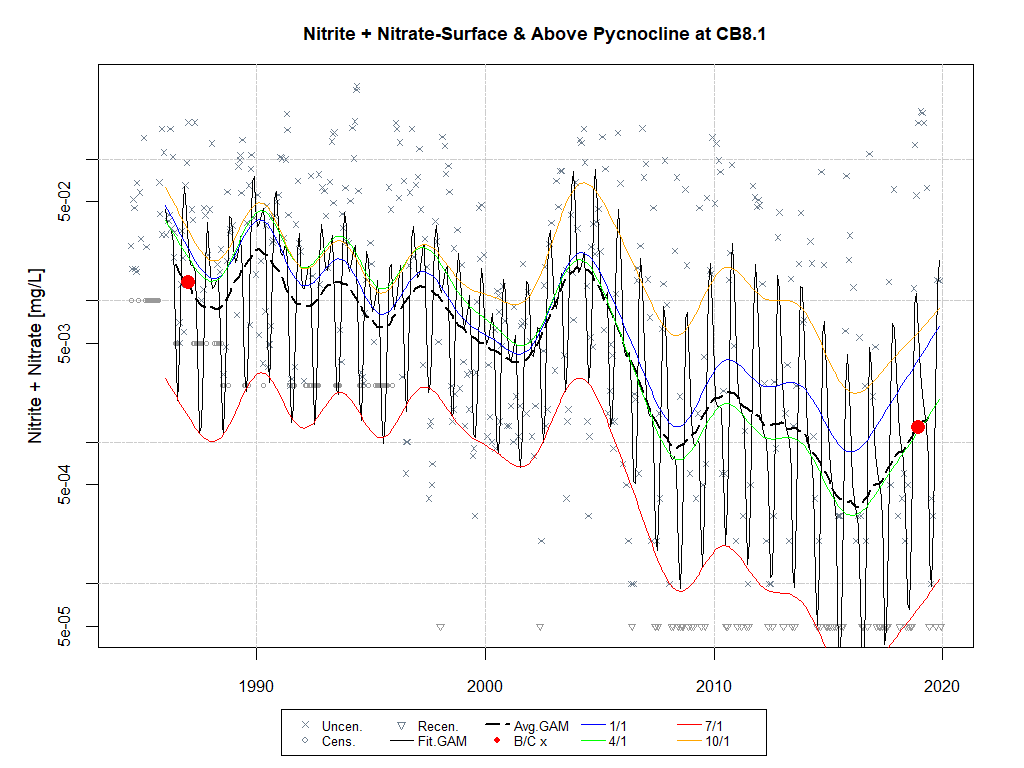 Nitrite + Nitrate-Surface & Above Pycnocline at CB8.1
Nitrite + Nitrate [mg/L]
5e-02
5e-03
5e-04
5e-05
1990 2000 2010 2020
Uncen. Recen. Avg.GAM 1/1 7/1
Cens. Fit.GAM B/C x 4/1 10/1